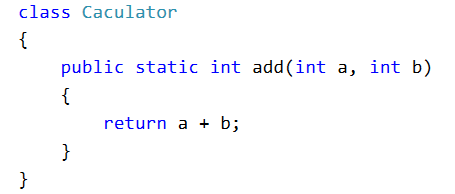 class Caculator
{
    public static int add(int a, int b)
    {
        return a + b;
    }
}